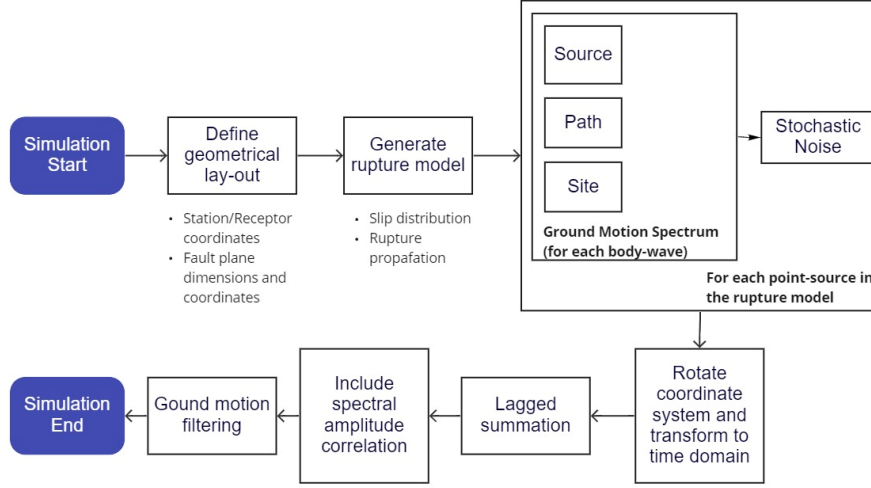 Simulation
Start
Define
geometrical
lay-out
• Station/Receptor
coordinates
• Fault plane
dimensions and
coordinates
Generate
rupture model
• Slip distribution
• Rupture
propafation
Source
Path
Site
Ground Motion Spectrum
(for each body-wave)
Stochastic
Noise
For each point-source in
the rupture model
Rotate
coordinate
system and
transform to
time domain
Lagged
summation
Include
spectral
amplitude
correlation
Gound motion
filtering
Simulation
End